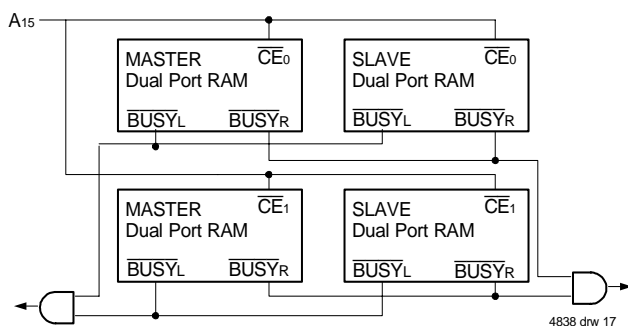 A15
MASTER CE0 SLAVE CE0
Dual Port RAM Dual Port RAM
BUSYL BUSYR BUSYL BUSYR
MASTER CE1 SLAVE CE1
Dual Port RAM Dual Port RAM
BUSYL BUSYR BUSYL BUSYR
4838 drw 17